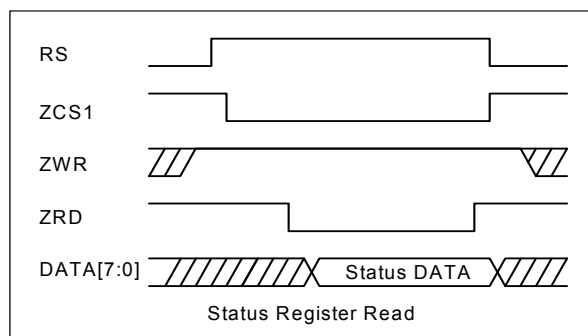 RS
ZCS1
ZWR
ZRD
DATA[7:0]
Status DATA
Status Register Read